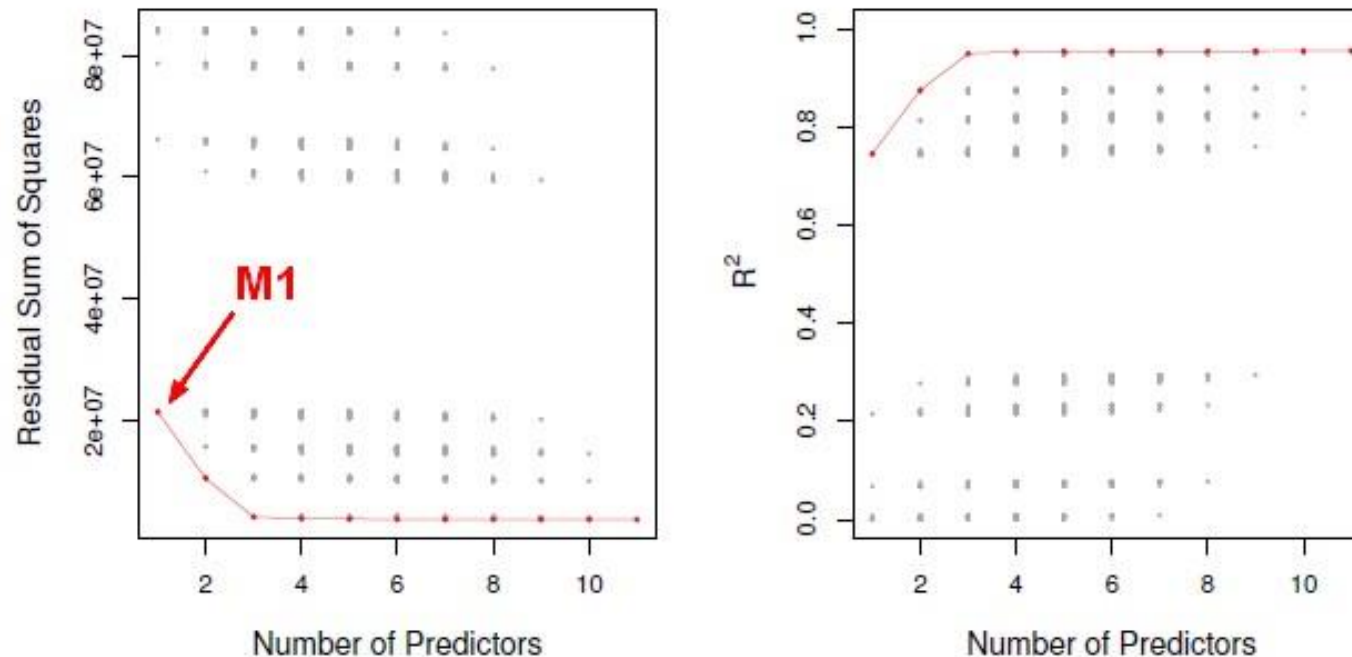 Residual Sum of Squares
8e+07
6e+07
4e+07
2e+07
M1
2 4 6 8 10
Number of Predictors
R²
1.0
0.8
0.6
0.4
0.2
0.0
2 4 6 8 10
Number of Predictors